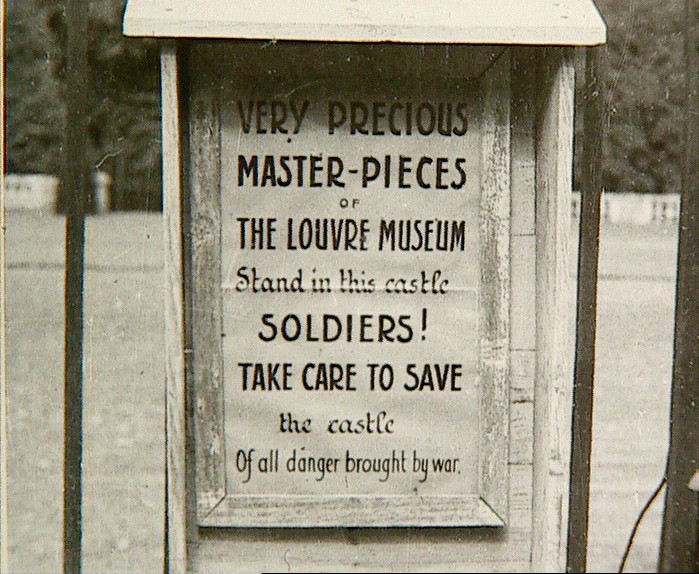 VERY PRECIOUS
MASTER-PIECES
OF
THE LOUVRE MUSEUM
Stand in this castle
SOLDIERS!
TAKE CARE TO SAVE
the castle
Of all danger brought by war.